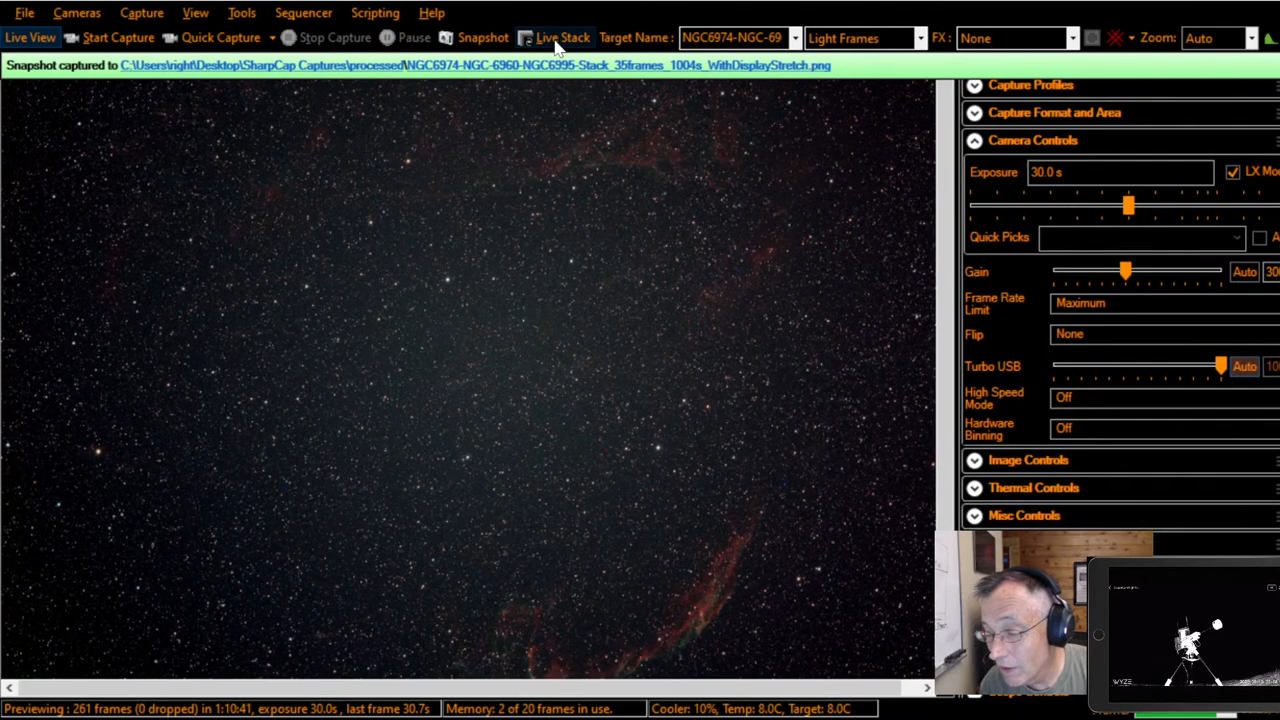 File Cameras Capture View Tools Sequencer Scripting Help
Live View Start Capture Quick Capture Stop Capture Pause Snapshot Live Stack Target Name : NGC6974-NGC-69 Light Frames FX : None Zoom: Auto
Snapshot captured to C:\Users\right\Desktop\SharpCap Captures\processed\NGC6974-NGC-6960-NGC6995-Stack_35frames_1004s_WithDisplayStretch.png
Capture Profiles
Capture Format and Area
Camera Controls
Exposure 30.0 s LX Mo
Quick Picks A
Gain Auto 300
Frame Rate
Limit
Maximum
Flip None
Turbo USB Auto 10
High Speed
Mode
Off
Hardware
Binning
Off
Image Controls
Thermal Controls
Misc Controls
WYZE
Previewing : 261 frames (0 dropped) in 1:10:41, exposure 30.0s , last frame 30.7s Memory: 2 of 20 frames in use. Cooler: 10%, Temp: 8.0C, Target: 8.0C